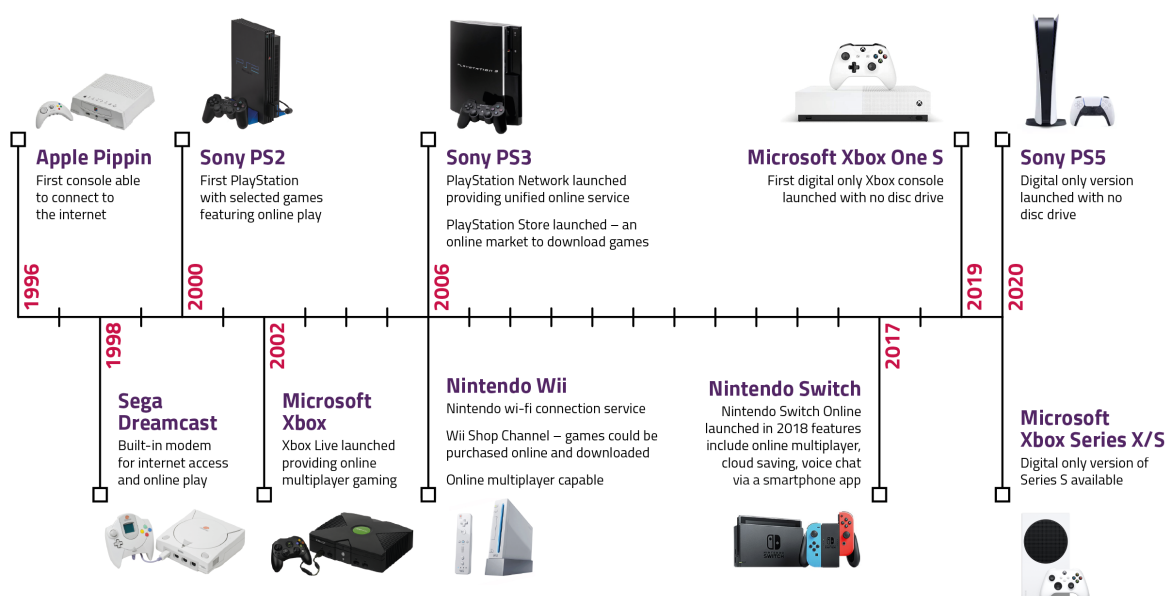 Apple Pippin
First console able
to connect to
the internet
1996
Sega
Dreamcast
Built-in modem
for internet access
and online play
1998
Sony PS2
First PlayStation
with selected games
featuring online play
2000
Microsoft
Xbox
Xbox Live launched
providing online
multiplayer gaming
2002
PLAYSTATION 3
Sony PS3
PlayStation Network launched
providing unified online service
PlayStation Store launched – an
online market to download games
2006
Nintendo Wii
Nintendo wi-fi connection service
Wii Shop Channel – games could be
purchased online and downloaded
Online multiplayer capable
Nintendo Switch
Nintendo Switch Online
launched in 2018 features
include online multiplayer,
cloud saving, voice chat
via a smartphone app
2017
NINTENDO
SWITCH
Microsoft Xbox One S
First digital only Xbox console
launched with no disc drive
2019
Sony PS5
Digital only version
launched with no
disc drive
2020
Microsoft
Xbox Series X/S
Digital only version of
Series S available